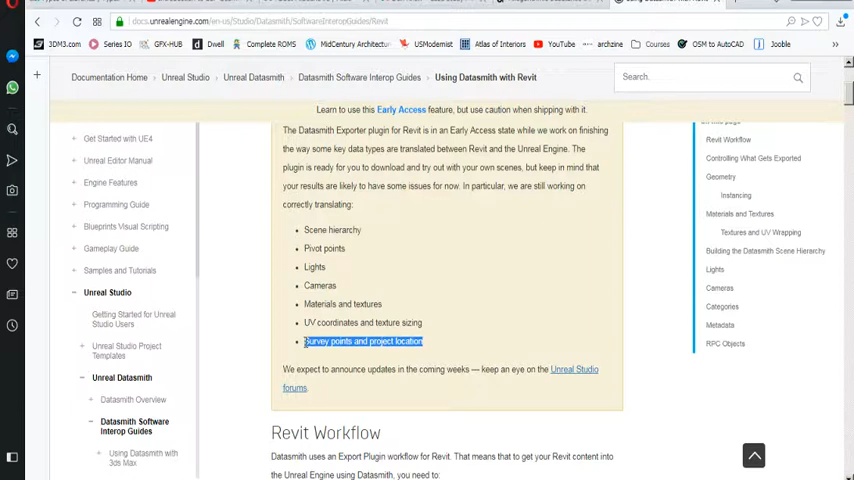 docs.unrealengine.com/en-us/Studio/Datasmith/SoftwareInteropGuides/Revit
3DM3.com
Series IO
GFX-HUB
Dwell
Complete ROMS
MidCentury Architectur
USModernist
Atlas of Interiors
YouTube
archzine
Courses
OSM to AutoCAD
Jooble
Documentation Home > Unreal Studio > Unreal Datasmith > Datasmith Software Interop Guides > Using Datasmith with Revit
Search...
Learn to use this Early Access feature, but use caution when shipping with it.
Get Started with UE4
Unreal Editor Manual
Engine Features
Programming Guide
Blueprints Visual Scripting
Gameplay Guide
Samples and Tutorials
Unreal Studio
Getting Started for Unreal
Studio Users
Unreal Studio Project
Templates
Unreal Datasmith
Datasmith Overview
Datasmith Software
Interop Guides
Using Datasmith with
3ds Max
The Datasmith Exporter plugin for Revit is in an Early Access state while we work on finishing
the way some key data types are translated between Revit and the Unreal Engine. The
plugin is ready for you to download and try out with your own scenes, but keep in mind that
your results are likely to have some issues for now. In particular, we are still working on
correctly translating:
• Scene hierarchy
• Pivot points
• Lights
• Cameras
• Materials and textures
• UV coordinates and texture sizing
• Survey points and project location
We expect to announce updates in the coming weeks — keep an eye on the Unreal Studio
forums.
Revit Workflow
Datasmith uses an Export Plugin workflow for Revit. That means that to get your Revit content into
the Unreal Engine using Datasmith, you need to:
Revit Workflow
Controlling What Gets Exported
Geometry
Instancing
Materials and Textures
Textures and UV Wrapping
Building the Datasmith Scene Hierarchy
Lights
Cameras
Categories
Metadata
RPC Objects